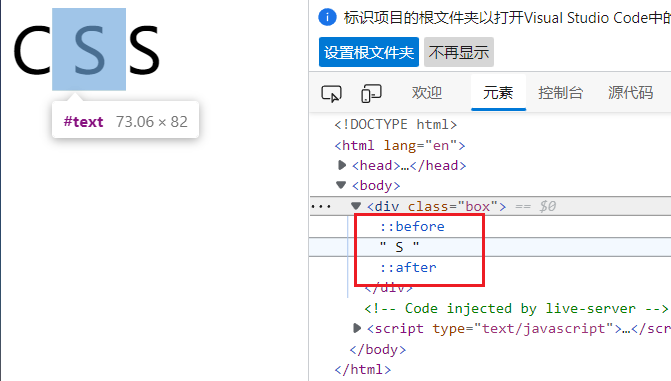 C S S
#text 73.06 × 82
标识项目的根文件夹以打开Visual Studio Code中的
设置根文件夹 不再显示
欢迎 元素 控制台 源代码
<!DOCTYPE html>
<html lang="en">
<head>…</head>
<body>
··· <div class="box"> == $0
::before
" S "
::after
</div>
<!-- Code injected by live-server -->
<script type="text/javascript">…</scr
</body>
</html>